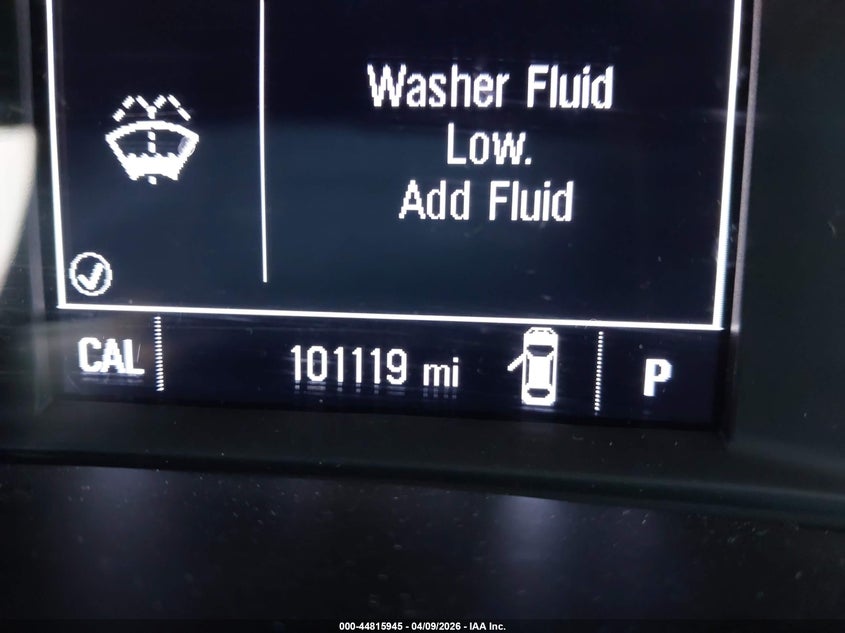 Washer Fluid
Low.
Add Fluid
CAL 101119 mi P
000-44815945 - 04/09/2026 - IAA Inc.